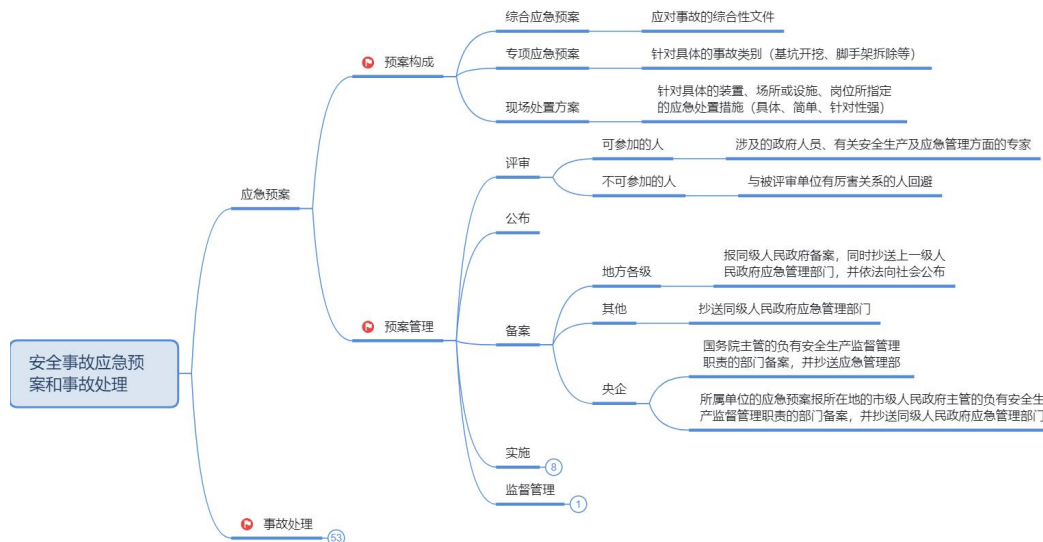 安全事故应急预
案和事故处理
应急预案
预案构成
综合应急预案
应对事故的综合性文件
专项应急预案
针对具体的事故类别（基坑开挖、脚手架拆除等）
现场处置方案
针对具体的装置、场所或设施、岗位所指定
的应急处置措施（具体、简单、针对性强）
预案管理
评审
可参加的人
涉及的政府人员、有关安全生产及应急管理方面的专家
不可参加的人
与被评审单位有厉害关系的人回避
公布
备案
地方各级
报同级人民政府备案，同时抄送上一级人
民政府应急管理部门，并依法向社会公布
其他
抄送同级人民政府应急管理部门
央企
国务院主管的负有安全生产监督管理
职责的部门备案，并抄送应急管理部
所属单位的应急预案报所在地的市级人民政府主管的负有安全生
产监督管理职责的部门备案，并抄送同级人民政府应急管理部门
实施
8
监督管理
1
事故处理
53